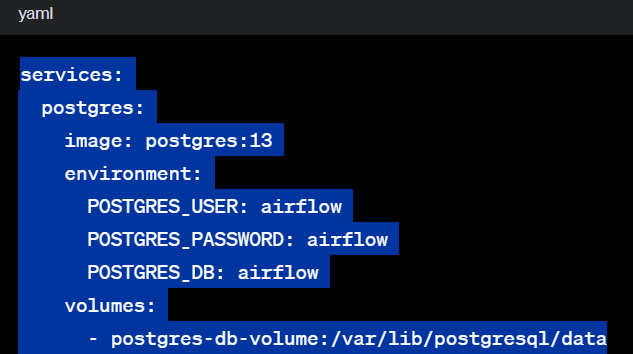 yaml
services:
  postgres:
    image: postgres:13
    environment:
      POSTGRES_USER: airflow
      POSTGRES_PASSWORD: airflow
      POSTGRES_DB: airflow
    volumes:
      - postgres-db-volume:/var/lib/postgresql/data